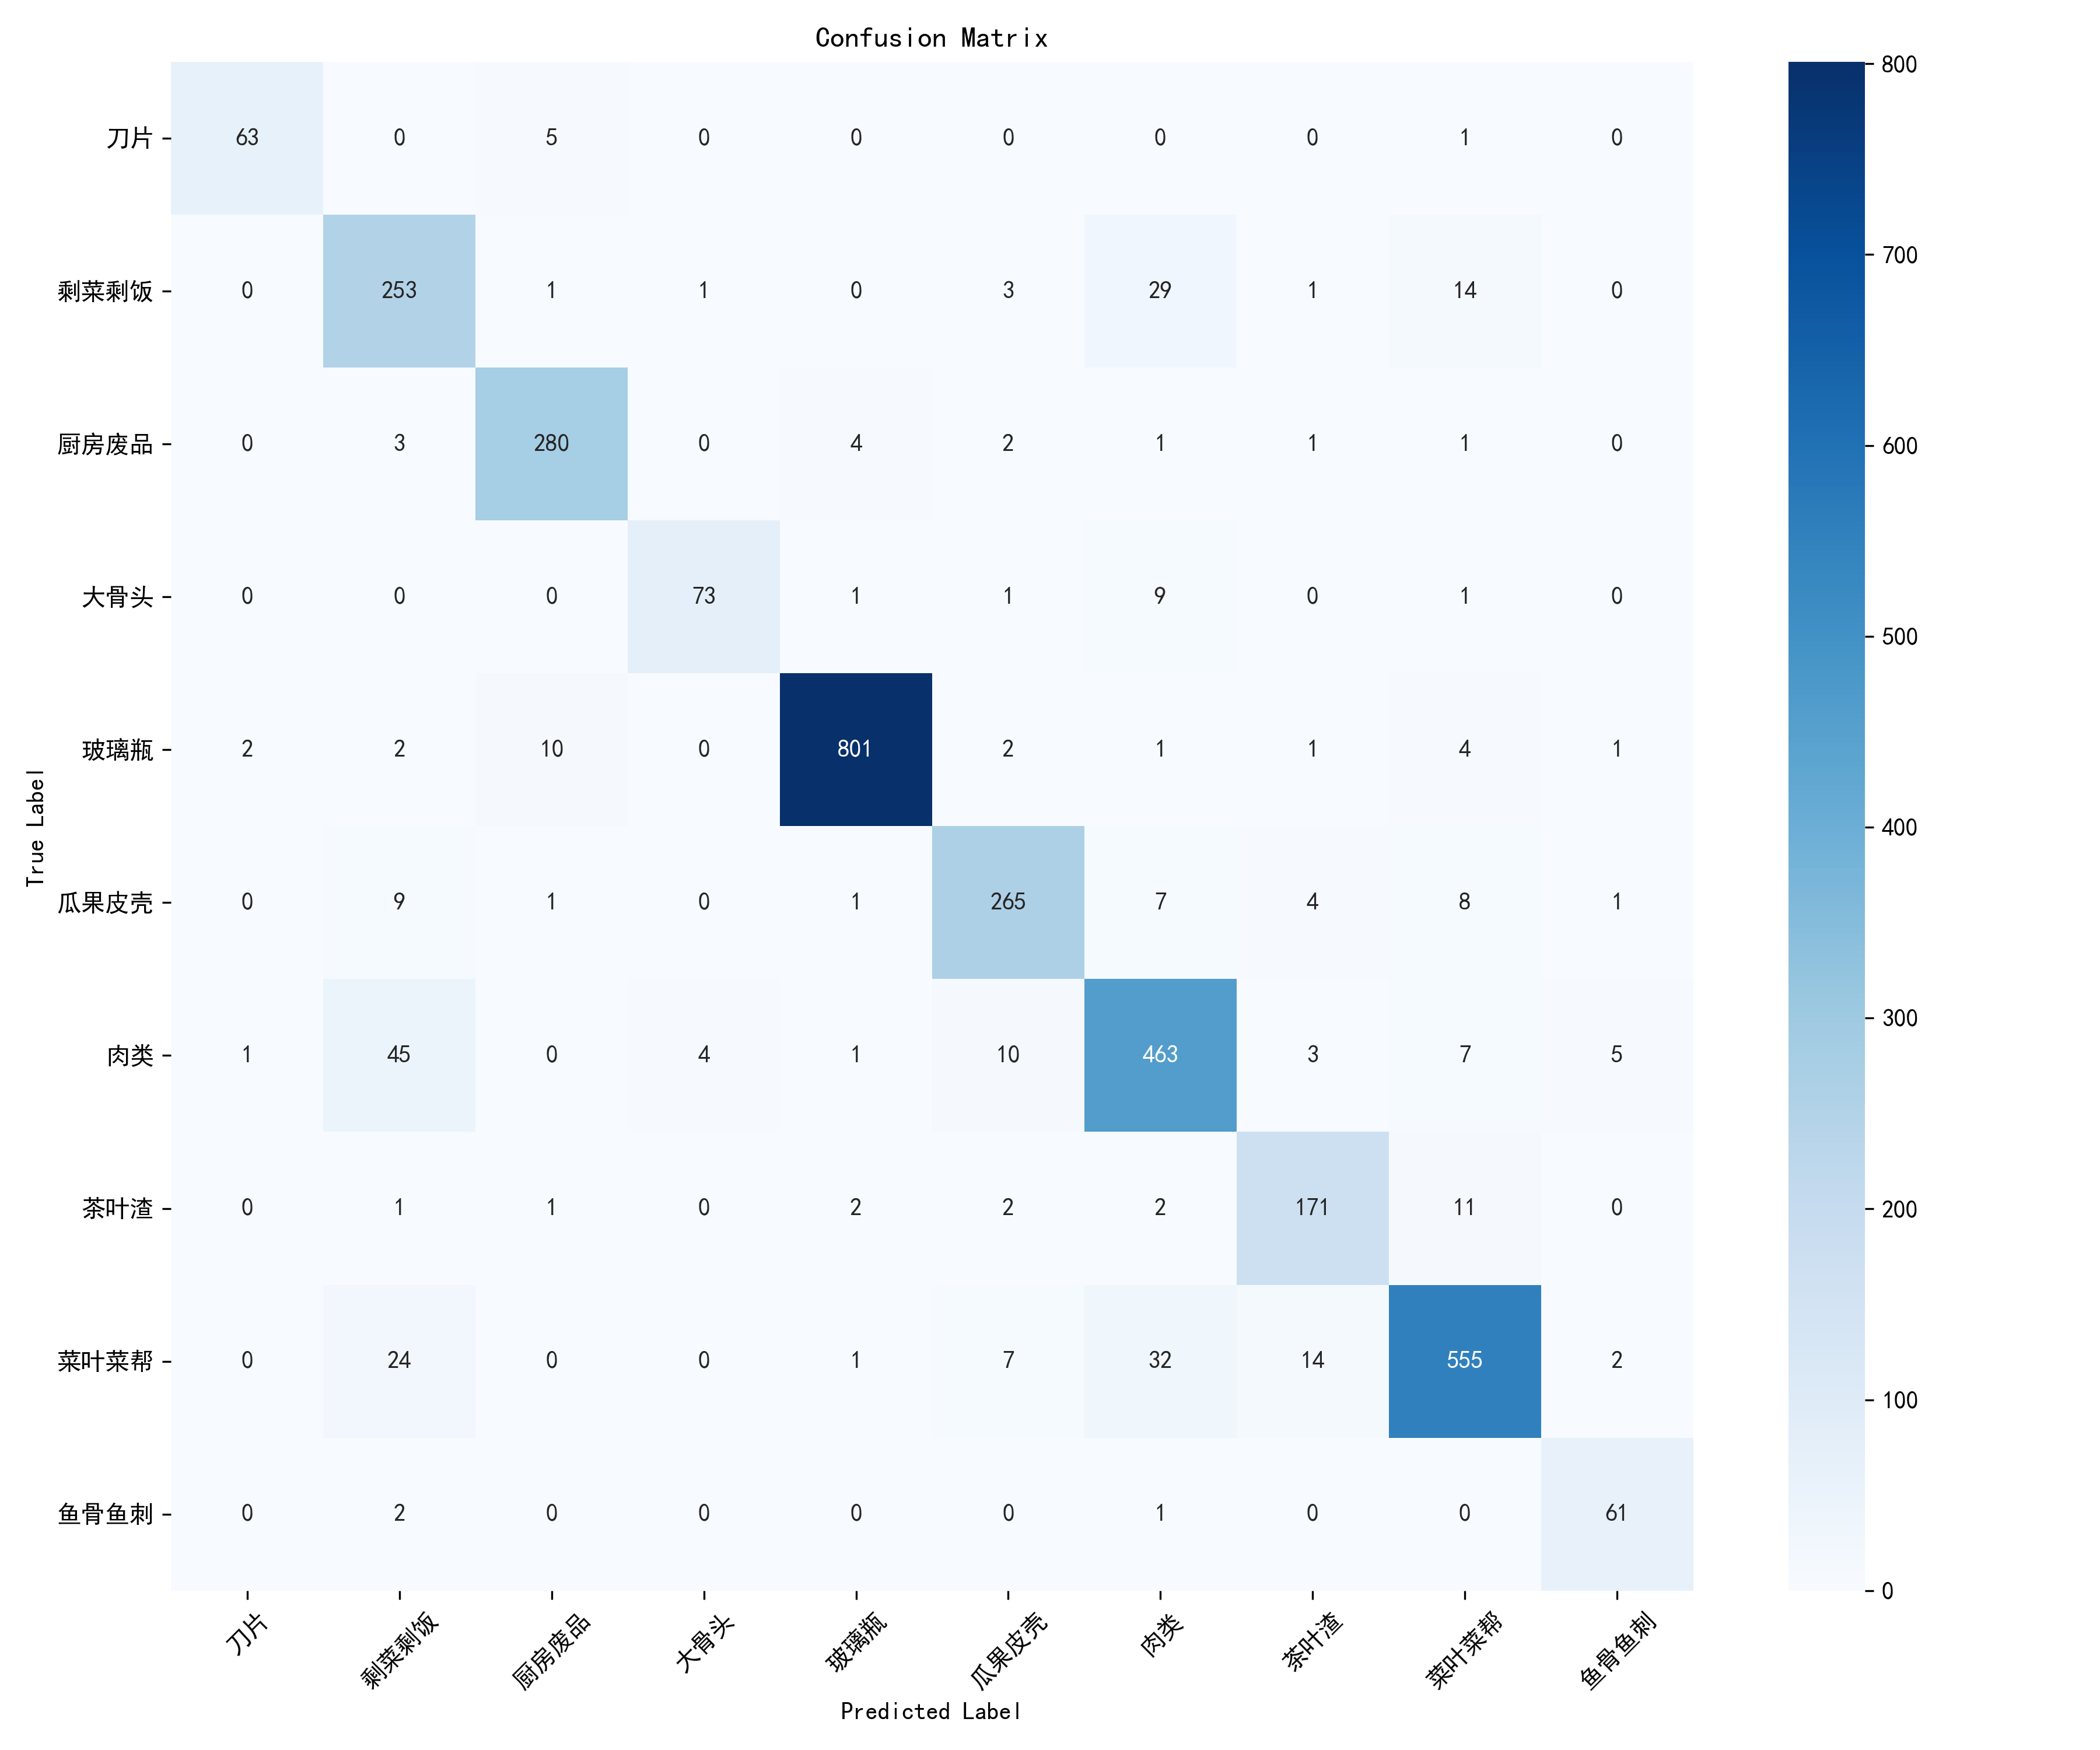 Confusion Matrix
刀片 63 0 5 0 0 0 0 0 1 0
剩菜剩饭 0 253 1 1 0 3 29 1 14 0
厨房废品 0 3 280 0 4 2 1 1 1 0
大骨头 0 0 0 73 1 1 9 0 1 0
玻璃瓶 2 2 10 0 801 2 1 1 4 1
瓜果皮壳 0 9 1 0 1 265 7 4 8 1
肉类 1 45 0 4 1 10 463 3 7 5
茶叶渣 0 1 1 0 2 2 2 171 11 0
菜叶菜帮 0 24 0 0 1 7 32 14 555 2
鱼骨鱼刺 0 2 0 0 0 0 1 0 0 61
True Label
刀片 剩菜剩饭 厨房废品 大骨头 玻璃瓶 瓜果皮壳 肉类 茶叶渣 菜叶菜帮 鱼骨鱼刺
Predicted Label
800
700
600
500
400
300
200
100
0